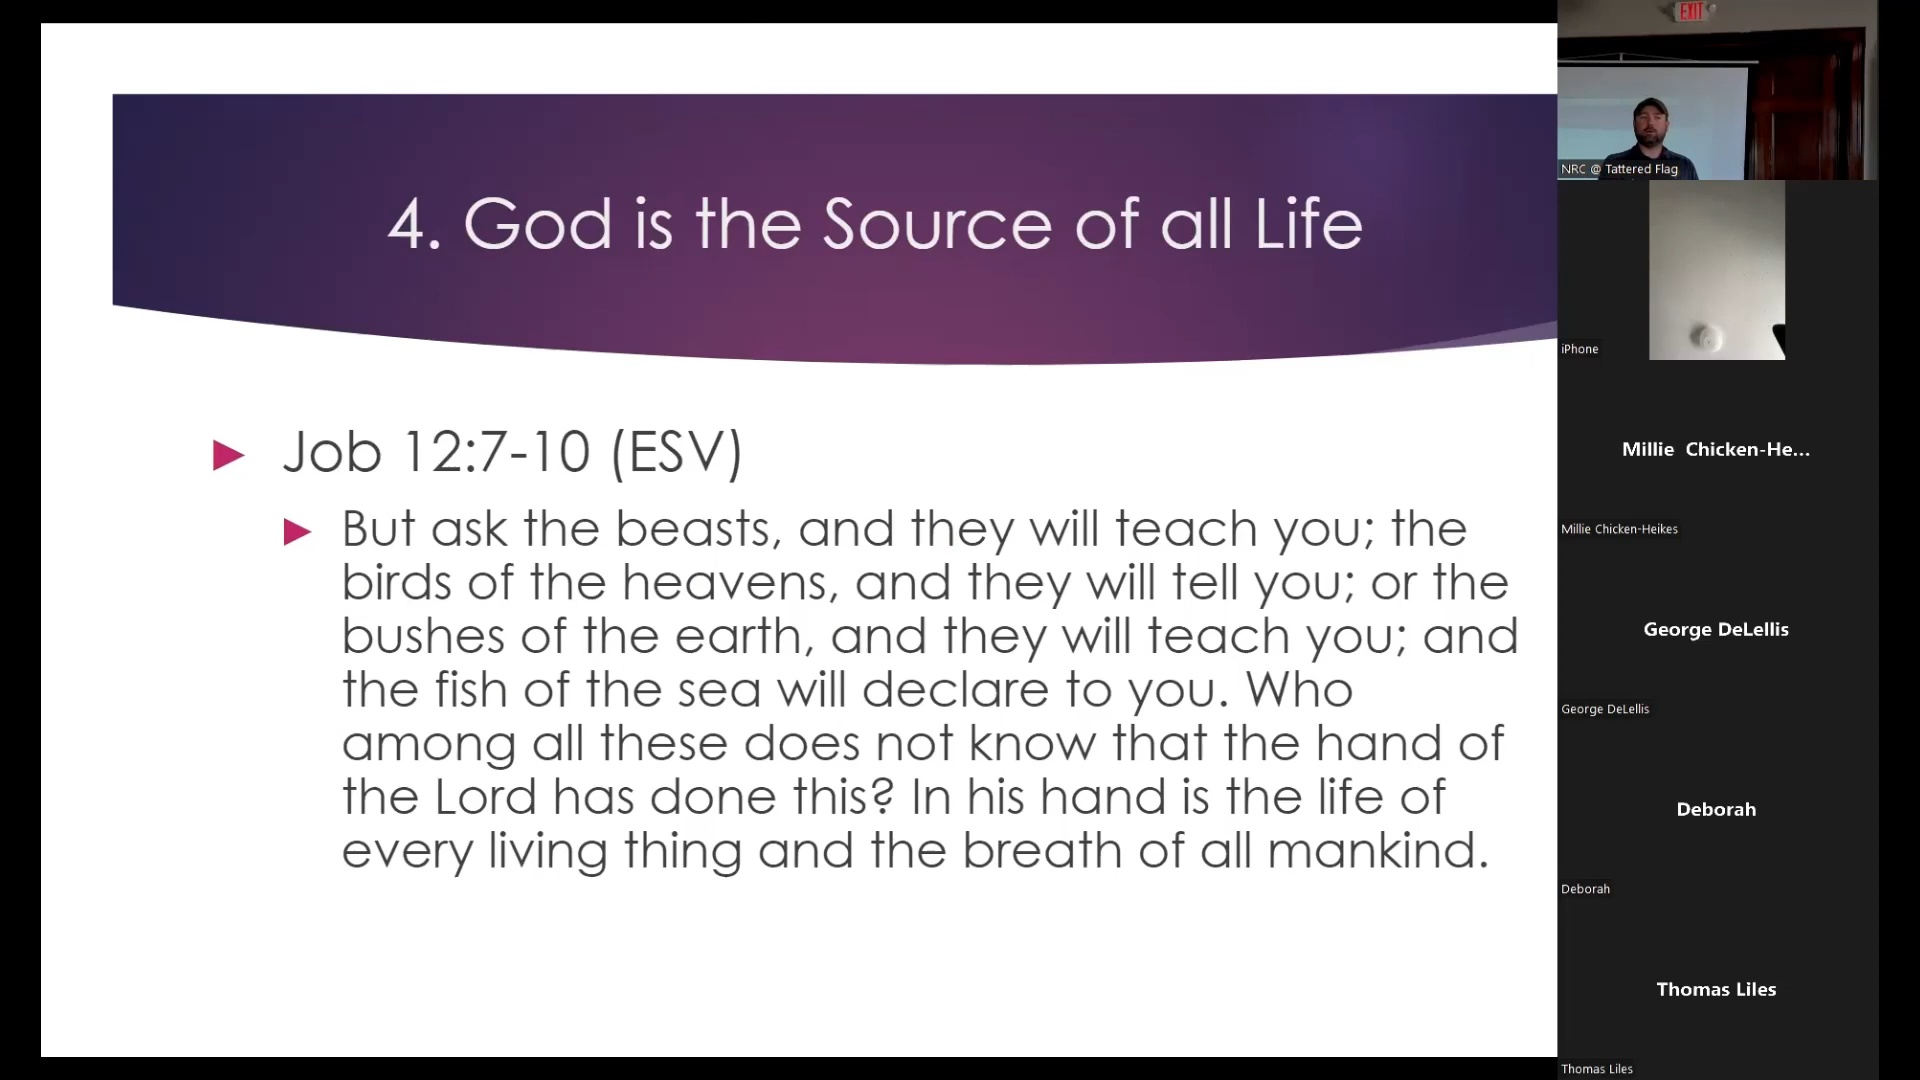 4. God is the Source of all Life
Job 12:7-10 (ESV)
But ask the beasts, and they will teach you; the
birds of the heavens, and they will tell you; or the
bushes of the earth, and they will teach you; and
the fish of the sea will declare to you. Who
among all these does not know that the hand of
the Lord has done this? In his hand is the life of
every living thing and the breath of all mankind.
EXIT
NRC @ Tattered Flag
iPhone
Millie Chicken-He...
Millie Chicken-Heikes
George DeLellis
George DeLellis
Deborah
Deborah
Thomas Liles
Thomas Liles